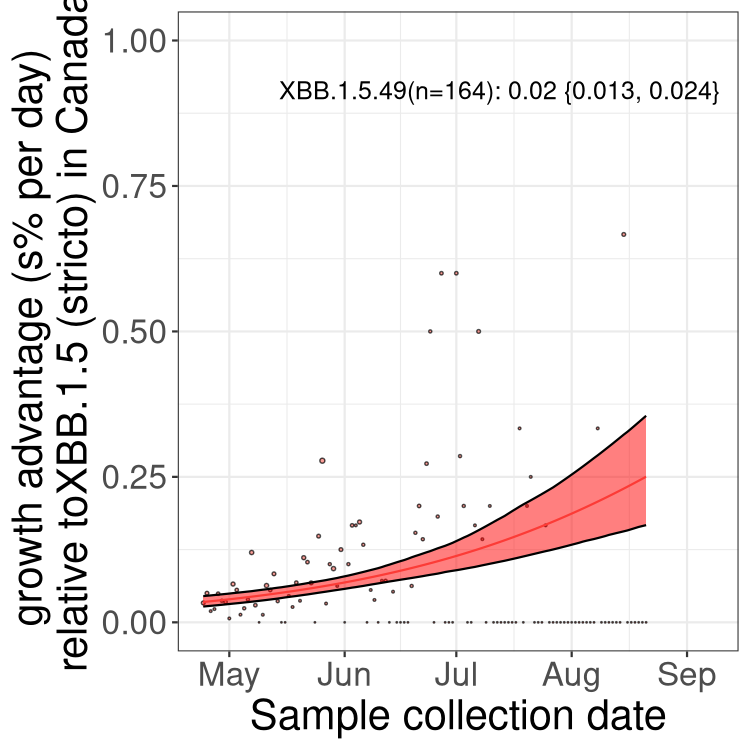 growth advantage (s% per day)
relative toXBB.1.5 (stricto) in Canada
1.00
XBB.1.5.49(n=164): 0.02 {0.013, 0.024}
0.75
0.50
0.25
0.00
May Jun Jul Aug Sep
Sample collection date